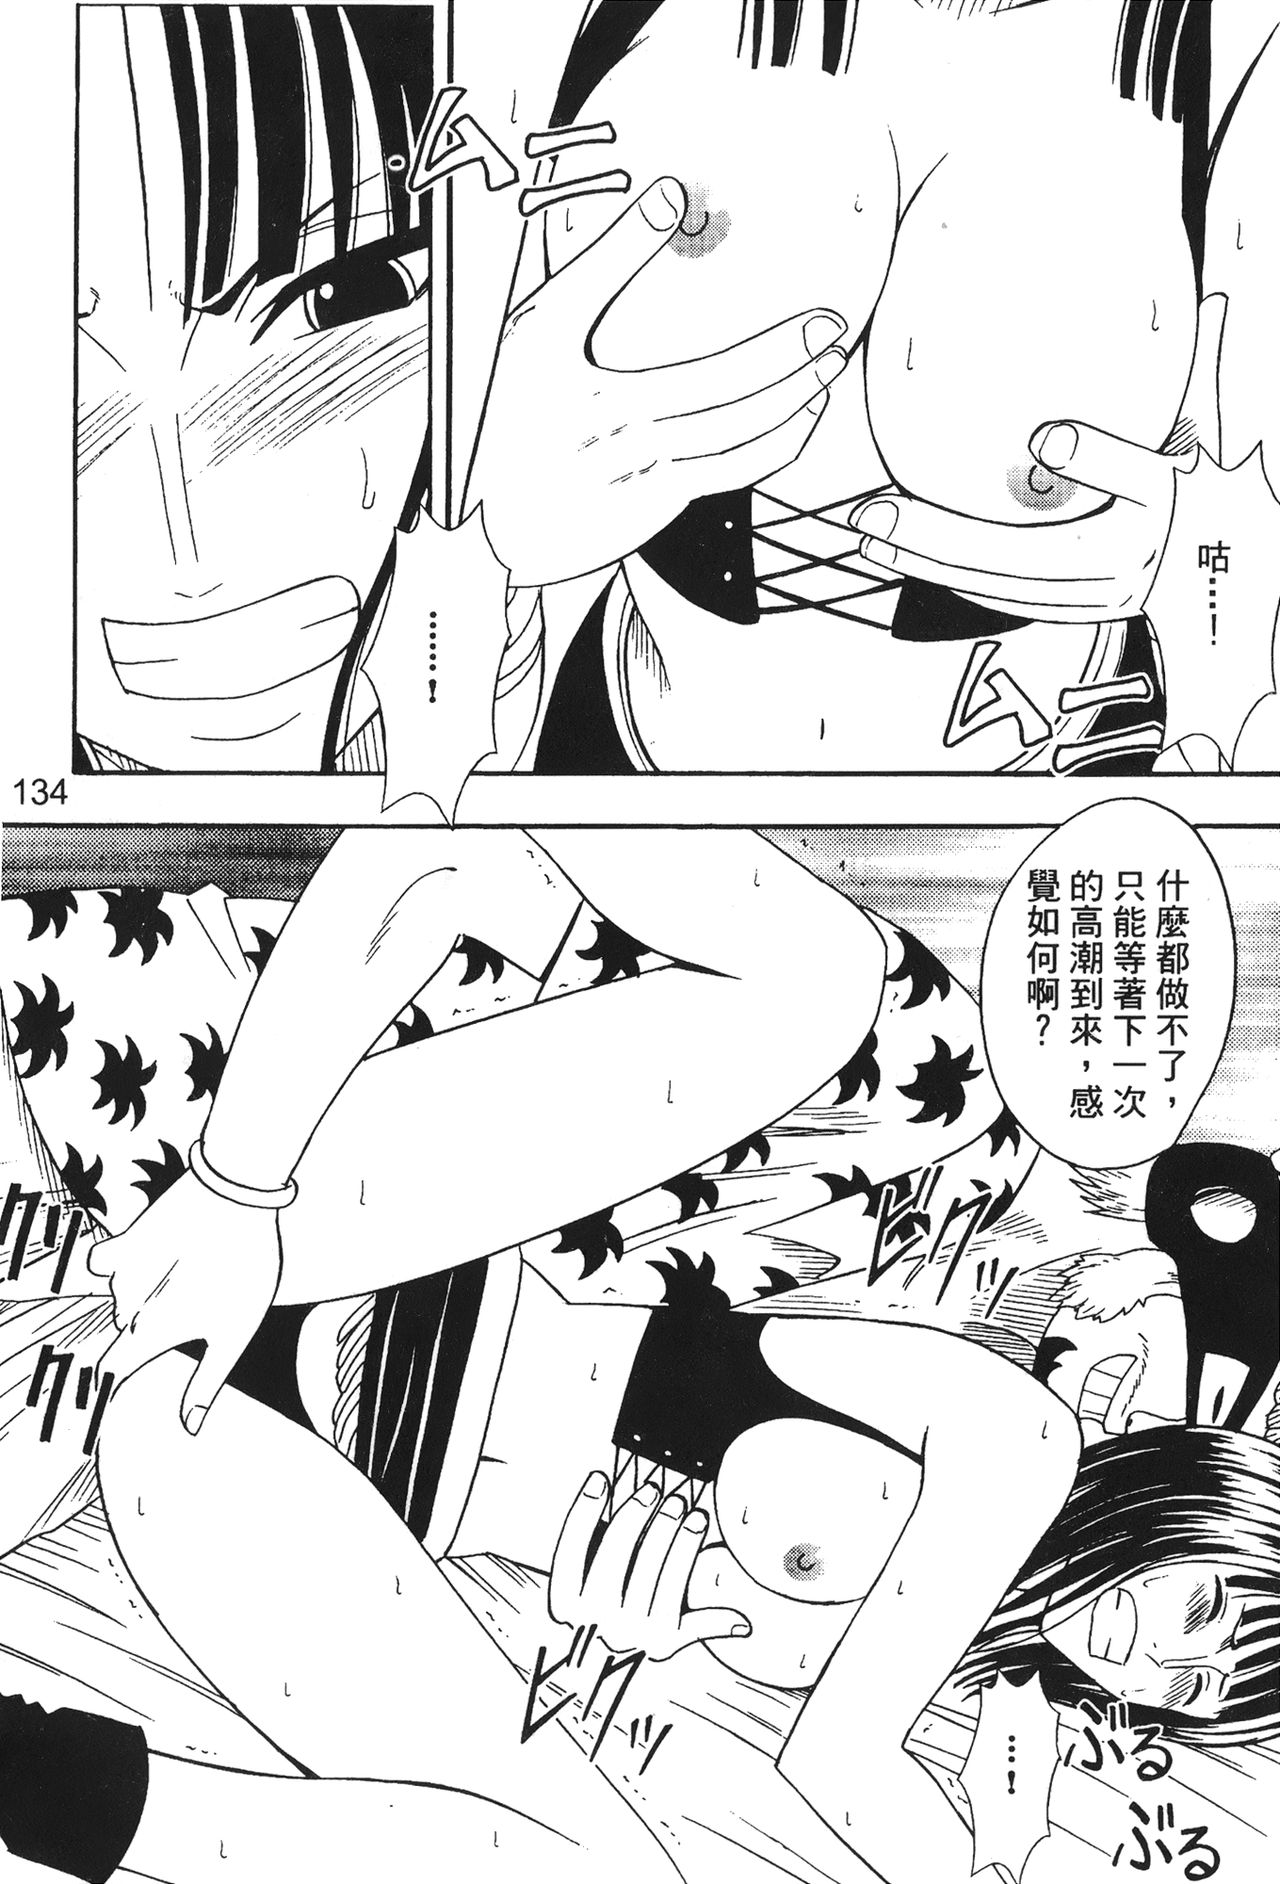 ムニ
咕…!
ムニ
……!
134
什麼都做不了，
只能等著下一次
的高潮到來，感
覺如何啊？
ビクッ
クリッ
クリッ
ビクッ
…!
ぶる
ぶる